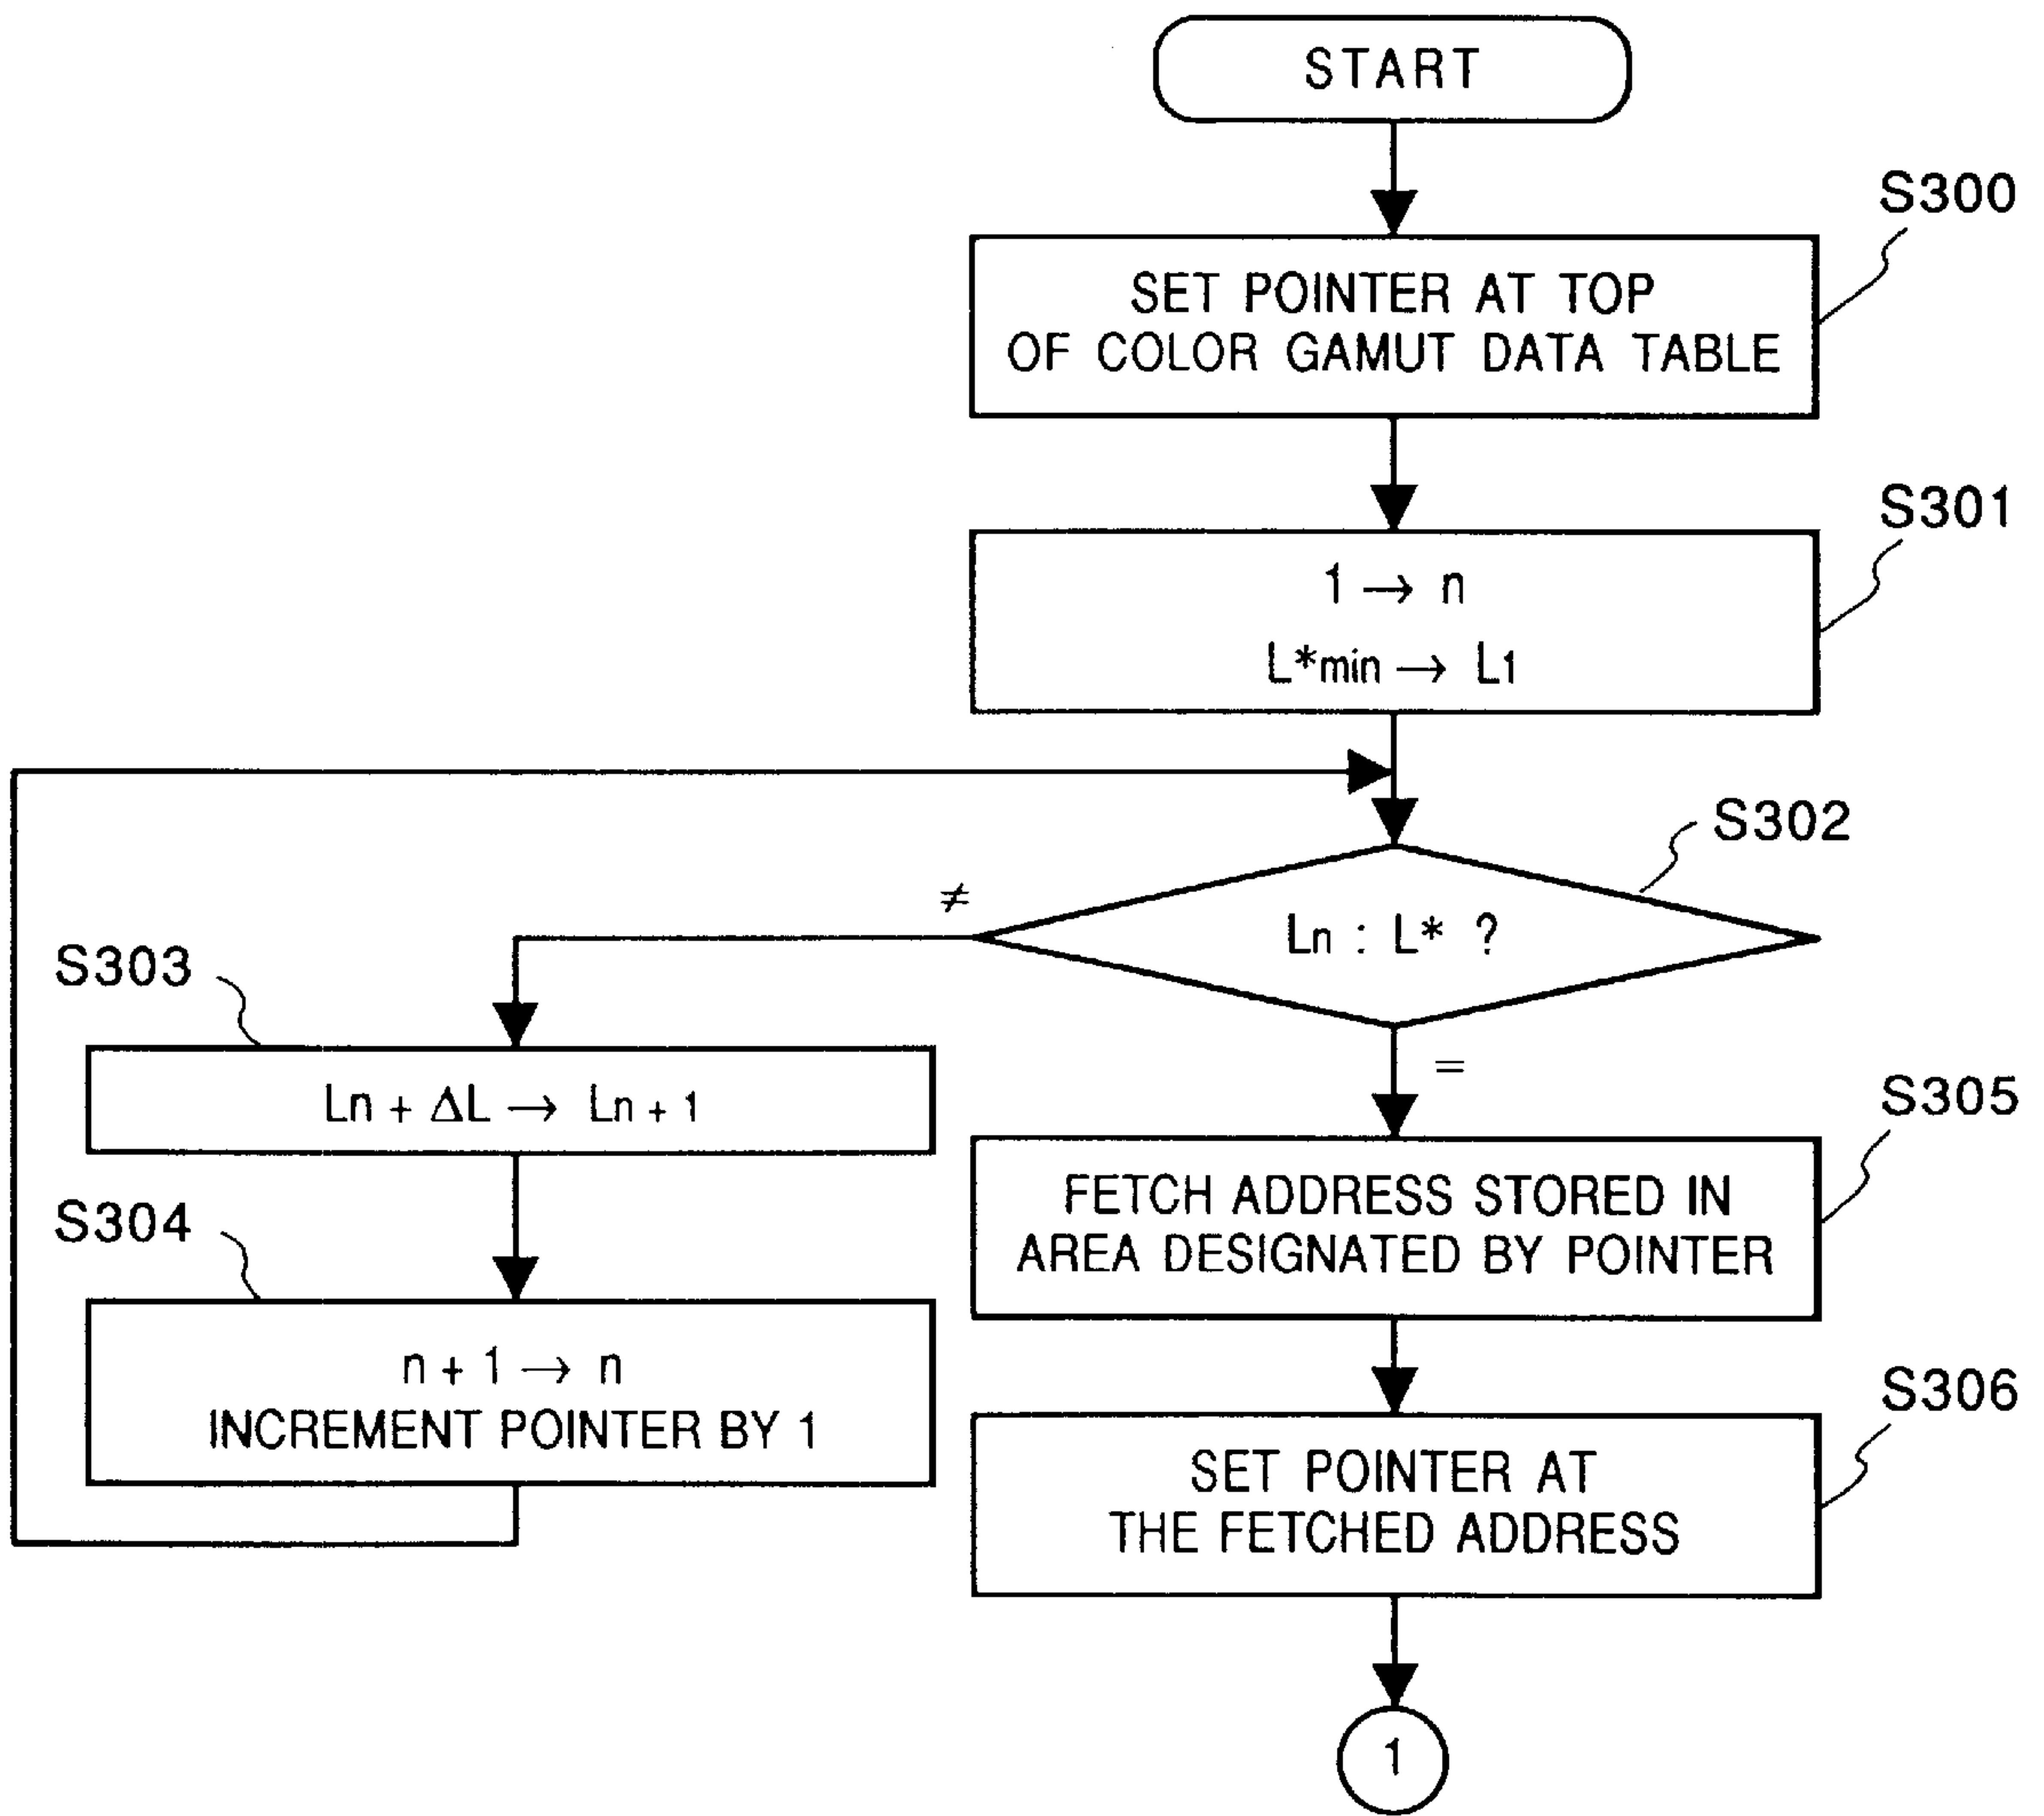 START
S300
SET POINTER AT TOP
OF COLOR GAMUT DATA TABLE
S301
1 → n
L*min → L1
S302
≠
Ln : L* ?
S303
=
Ln + ΔL → Ln + 1
S305
FETCH ADDRESS STORED IN
AREA DESIGNATED BY POINTER
S304
n + 1 → n
INCREMENT POINTER BY 1
S306
SET POINTER AT
THE FETCHED ADDRESS
1